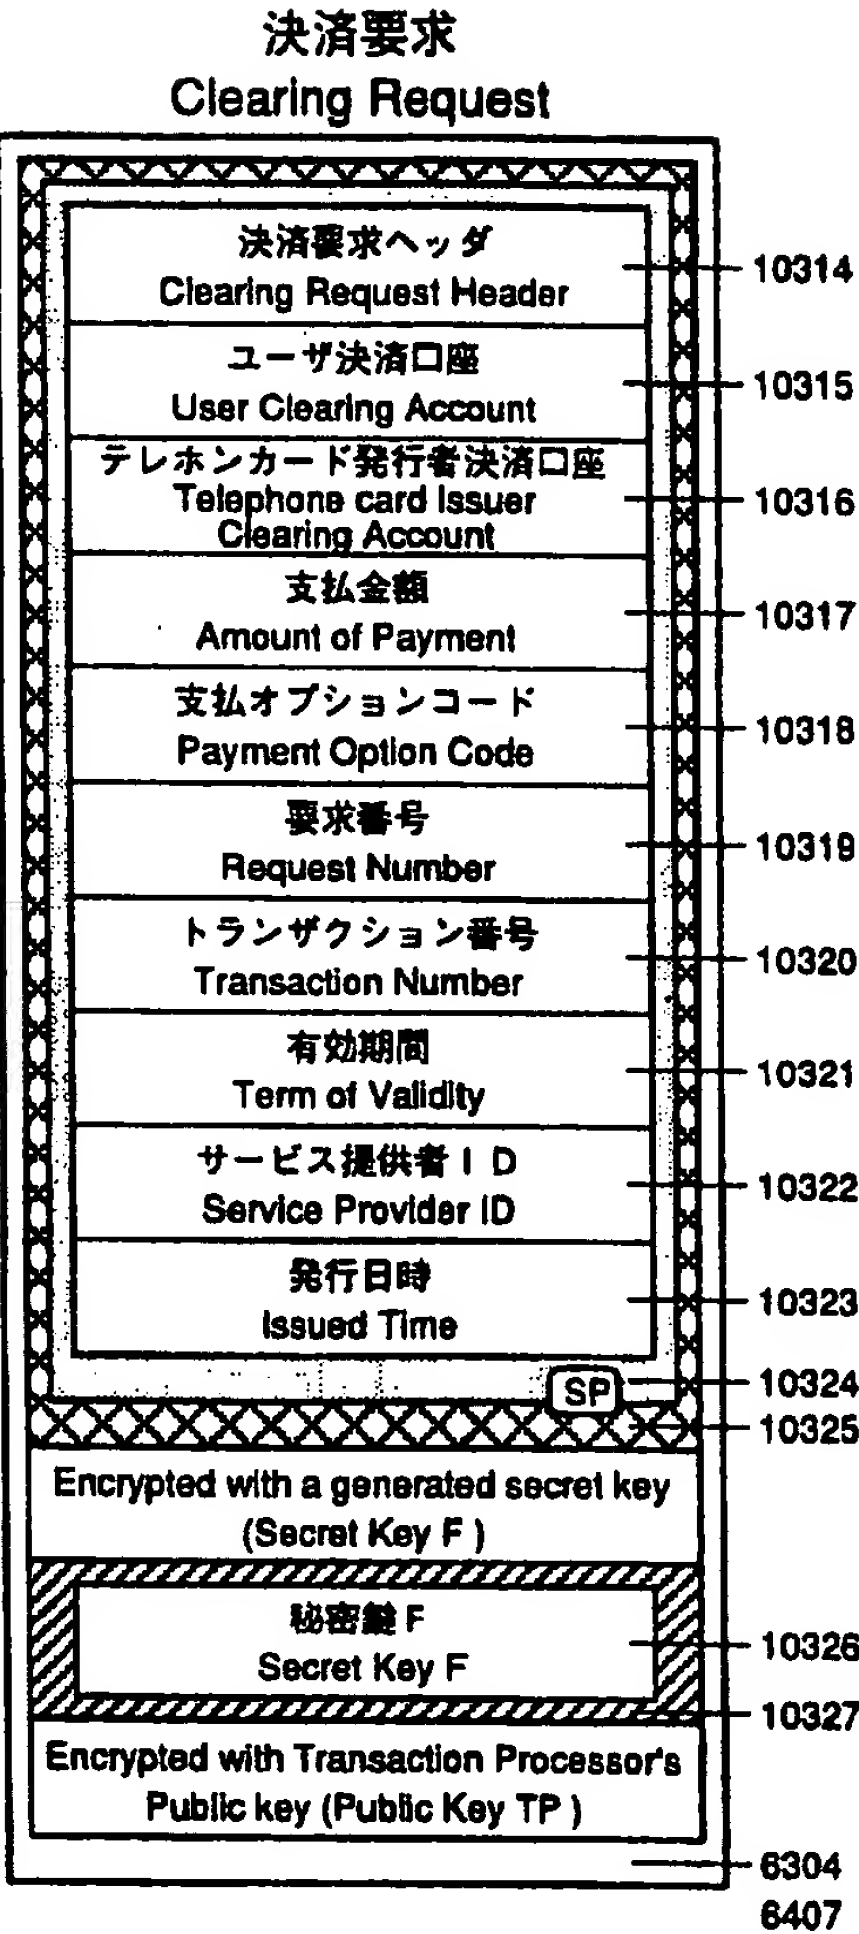 決済要求
Clearing Request
決済要求ヘッダ
Clearing Request Header
10314
ユーザ決済口座
User Clearing Account
10315
テレホンカード発行者決済口座
Telephone card Issuer
Clearing Account
10316
支払金額
Amount of Payment
10317
支払オプションコード
Payment Option Code
10318
要求番号
Request Number
10319
トランザクション番号
Transaction Number
10320
有効期間
Term of Validity
10321
サービス提供者ID
Service Provider ID
10322
発行日時
Issued Time
10323
SP
10324
10325
Encrypted with a generated secret key
(Secret Key F )
秘密鍵F
Secret Key F
10326
10327
Encrypted with Transaction Processor's
Public key (Public Key TP )
6304
6407